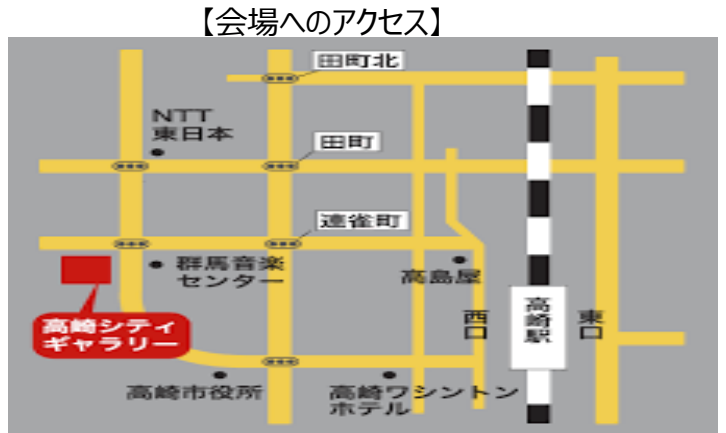 【会場へのアクセス】
田町北
NTT
東日本
田町
連雀町
群馬音楽
センター
高島屋
高崎シティ
ギャラリー
西口
高崎駅
東口
高崎市役所
高崎ワシントン
ホテル